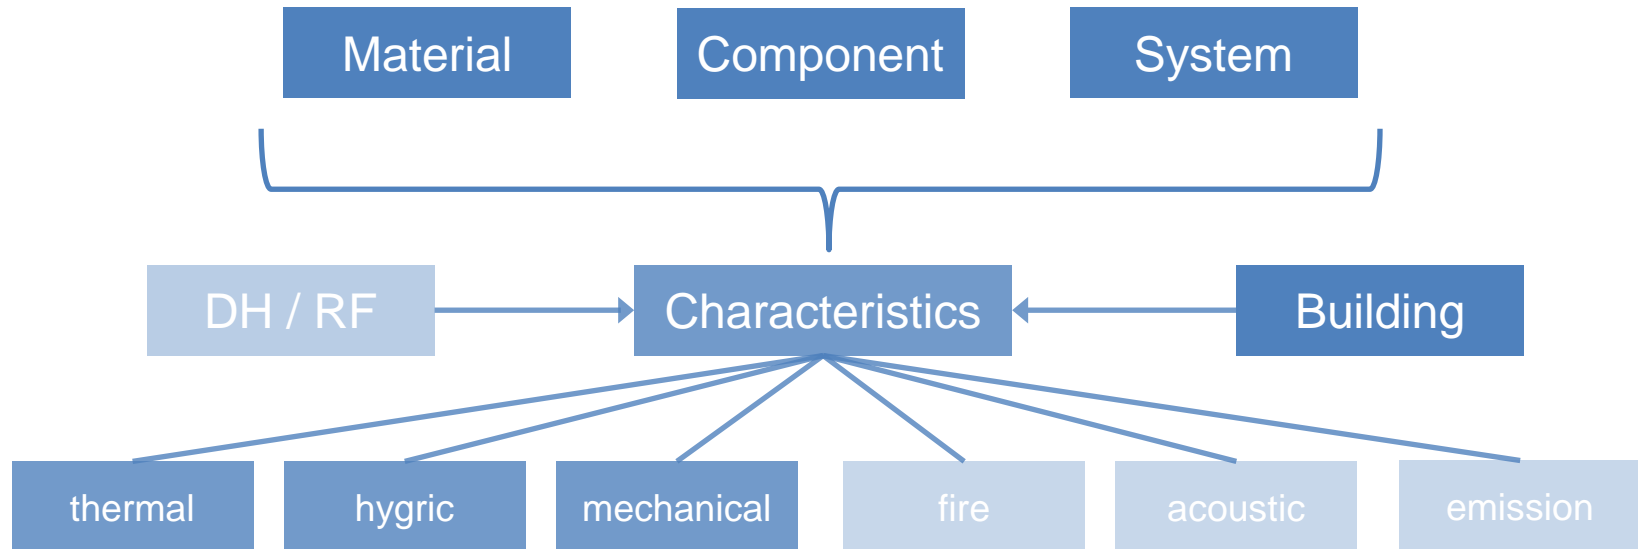 Material
Component
System
DH / RF
Characteristics
Building
thermal
hygric
mechanical
fire
acoustic
emission